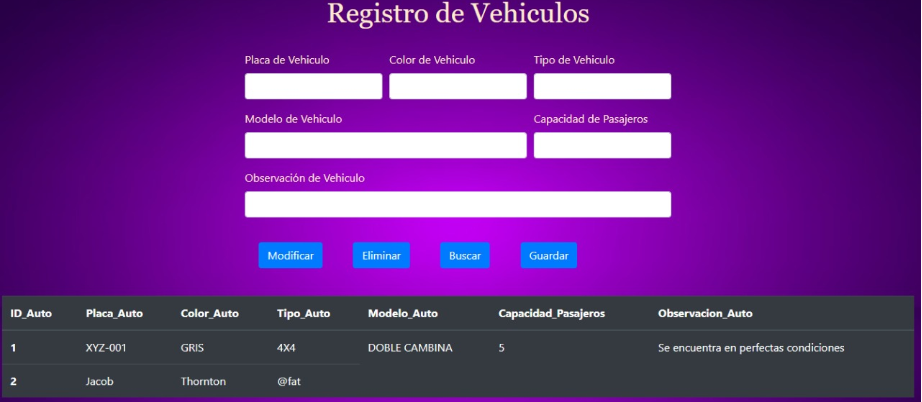 Registro de Vehiculos
Placa de Vehiculo Color de Vehiculo Tipo de Vehiculo
Modelo de Vehiculo Capacidad de Pasajeros
Observación de Vehiculo
Modificar Eliminar Buscar Guardar
ID_Auto Placa_Auto Color_Auto Tipo_Auto Modelo_Auto Capacidad_Pasajeros Observacion_Auto
1 XYZ-001 GRIS 4X4 DOBLE CAMBINA 5 Se encuentra en perfectas condiciones
2 Jacob Thornton @fat